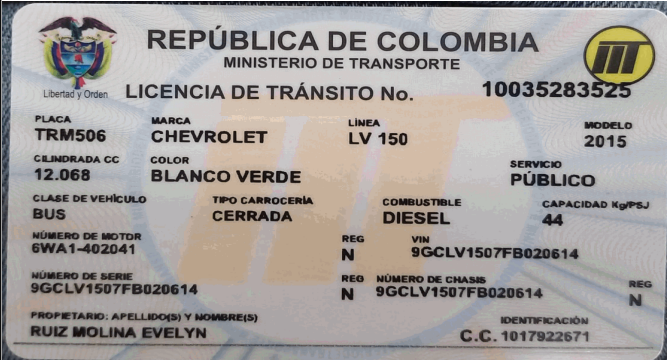 REPÚBLICA DE COLOMBIA
MINISTERIO DE TRANSPORTE
Libertad y Orden
LICENCIA DE TRÁNSITO No. 10035283525
PLACA MARCA LÍNEA MODELO
TRM506 CHEVROLET LV 150 2015
CILINDRADA CC COLOR SERVICIO
12.068 BLANCO VERDE PÚBLICO
CLASE DE VEHÍCULO TIPO CARROCERÍA COMBUSTIBLE CAPACIDAD Kg/PSJ
BUS CERRADA DIESEL 44
NÚMERO DE MOTOR REG VIN
6WA1-402041 N 9GCLV1507FB020614
NÚMERO DE SERIE REG NÚMERO DE CHASIS REG
9GCLV1507FB020614 N 9GCLV1507FB020614 N
PROPIETARIO: APELLIDO(S) Y NOMBRE(S) IDENTIFICACIÓN
RUIZ MOLINA EVELYN C.C. 1017922671